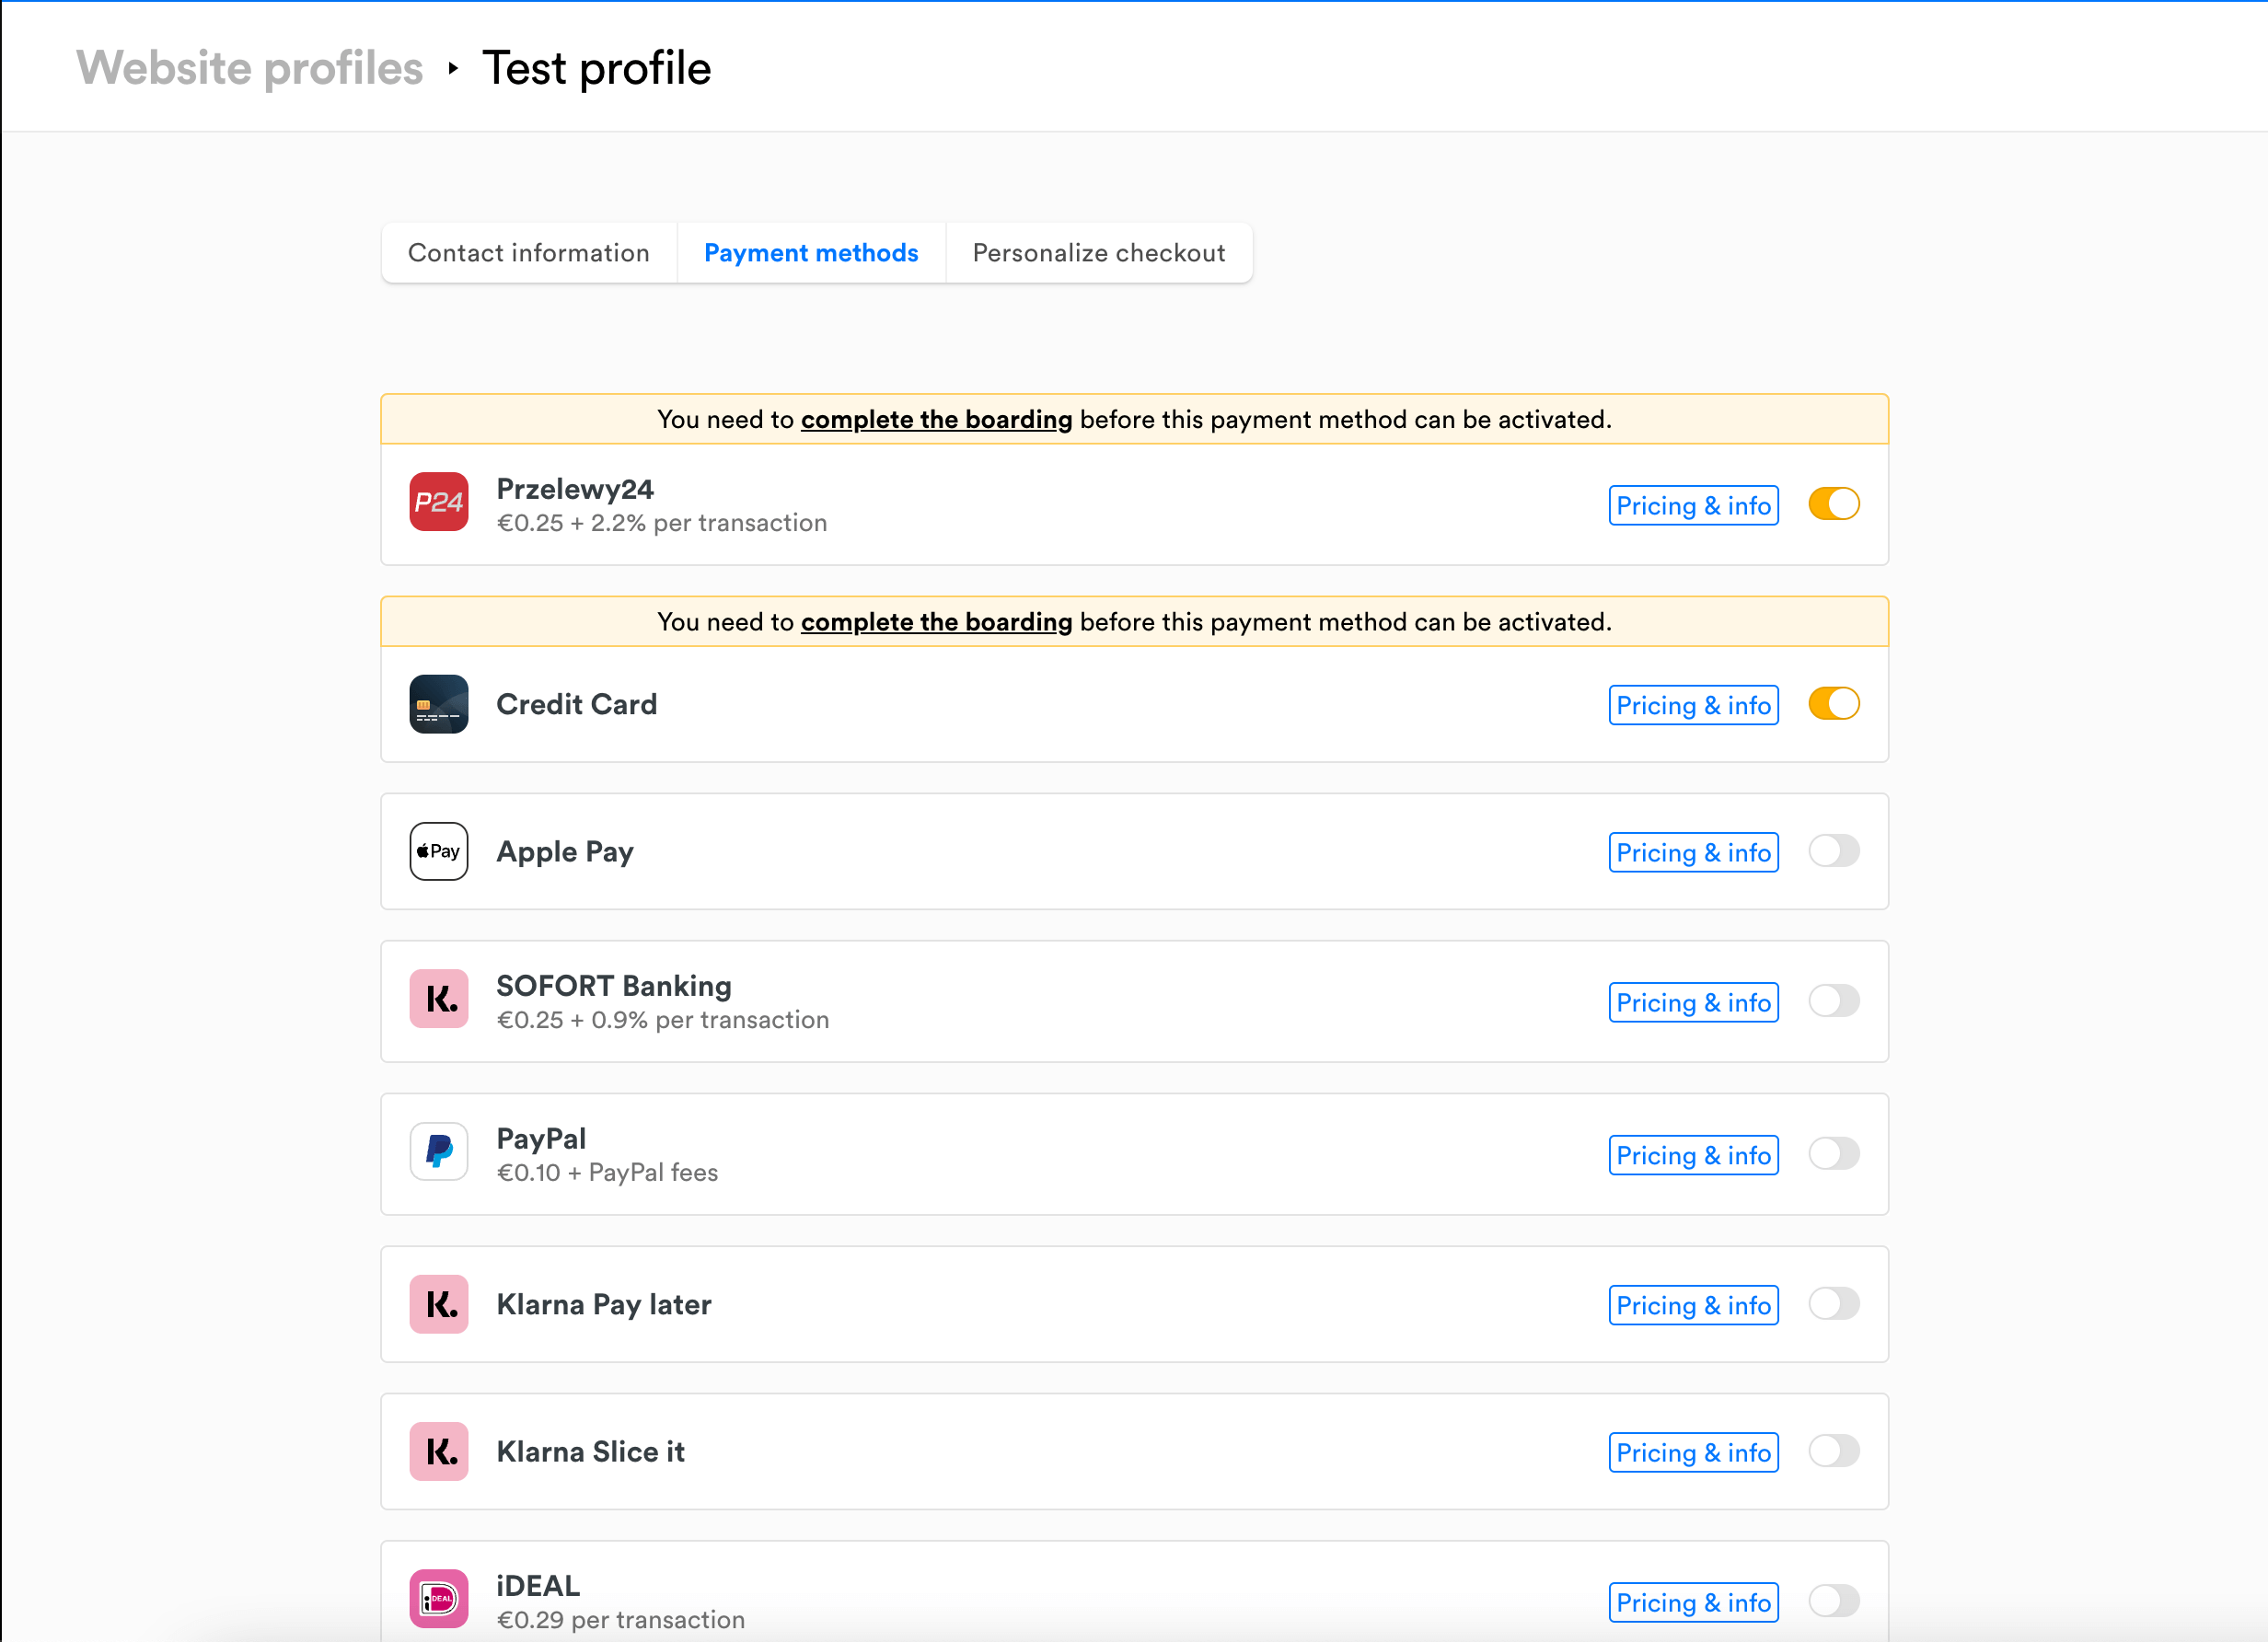 Website profiles ‣ Test profile
Contact information
Payment methods
Personalize checkout
You need to complete the boarding before this payment method can be activated.
P24
Przelewy24
€0.25 + 2.2% per transaction
Pricing & info
You need to complete the boarding before this payment method can be activated.
Credit Card
Pricing & info
Pay
Apple Pay
Pricing & info
K.
SOFORT Banking
€0.25 + 0.9% per transaction
Pricing & info
PayPal
€0.10 + PayPal fees
Pricing & info
K.
Klarna Pay later
Pricing & info
K.
Klarna Slice it
Pricing & info
iDEAL
iDEAL
€0.29 per transaction
Pricing & info